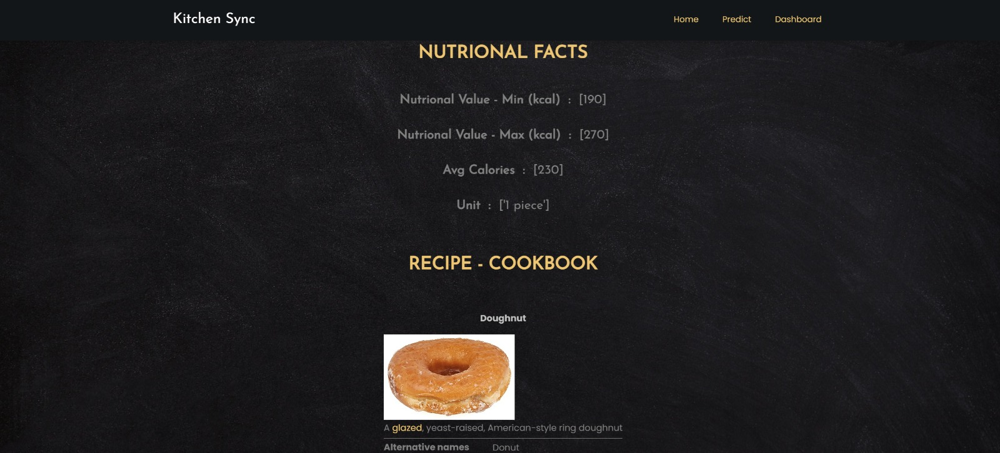 Kitchen Sync
Home Predict Dashboard
NUTRIONAL FACTS
Nutrional Value - Min (kcal) : [190]
Nutrional Value - Max (kcal) : [270]
Avg Calories : [230]
Unit : ['1 piece']
RECIPE - COOKBOOK
Doughnut
A glazed, yeast-raised, American-style ring doughnut
Alternative names Donut